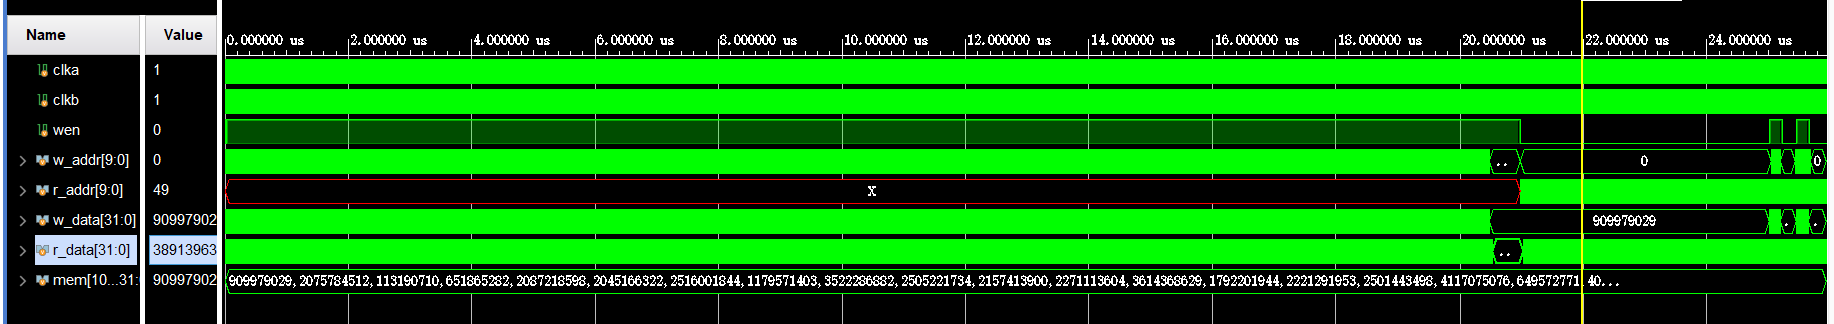 Name Value
0.000000 us 2.000000 us 4.000000 us 6.000000 us 8.000000 us 10.000000 us 12.000000 us 14.000000 us 16.000000 us 18.000000 us 20.000000 us 22.000000 us 24.000000 us
clka 1
clkb 1
wen 0
w_addr[9:0] 0 .. 0 0
r_addr[9:0] 49 X
w_data[31:0] 90997902 909979029 . .
r_data[31:0] 38913963 ..
mem[10...31: 90997902 909979029,2075784512,113190710,651865282,2087218598,2045166322,2516001844,1179571403,3522286882,2505221734,2157413900,2271113604,3614368629,1792201944,2221291953,2501443498,4117075076,649572771 40...